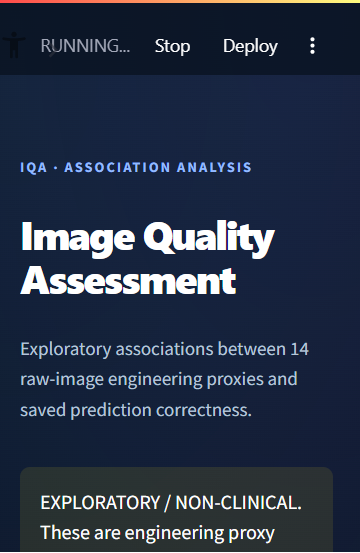 RUNNING...
Stop
Deploy
IQA · ASSOCIATION ANALYSIS
Image Quality
Assessment
Exploratory associations between 14
raw-image engineering proxies and
saved prediction correctness.
EXPLORATORY / NON-CLINICAL.
These are engineering proxy